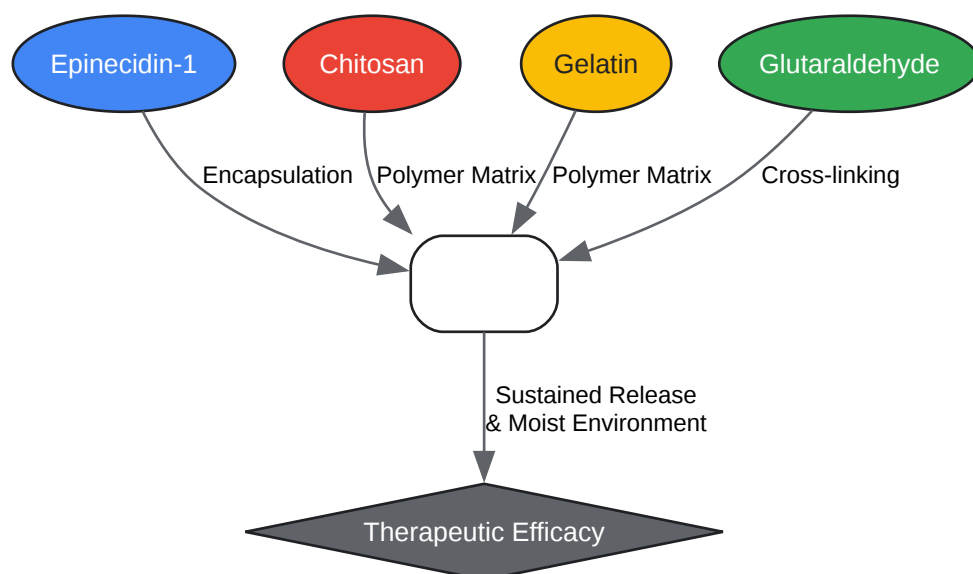 Epinecidin-1
Chitosan
Gelatin
Glutaraldehyde
Encapsulation
Polymer Matrix
Polymer Matrix
Cross-linking
Sustained Release
& Moist Environment
Therapeutic Efficacy